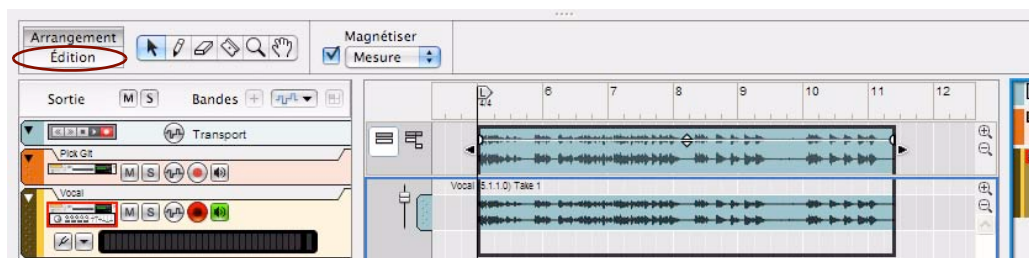 Arrangement
Édition
Magnétiser
Mesure
Sortie M S Bandes
L
4/4
6 7 8 9 10 11 12
Transport
Pick Git
M S
Vocal
M S
Vocal (5.1.1.0) Take 1